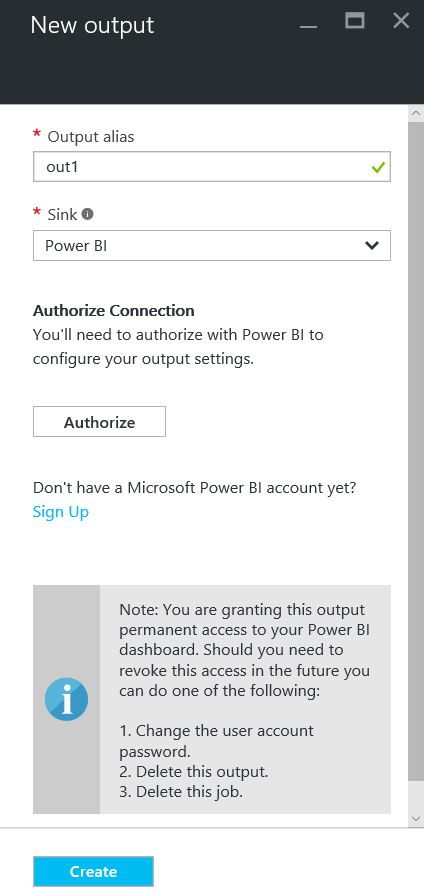 New output
* Output alias
out1
* Sink
Power BI
Authorize Connection
You'll need to authorize with Power BI to
configure your output settings.
Authorize
Don't have a Microsoft Power BI account yet?
Sign Up
Note: You are granting this output
permanent access to your Power BI
dashboard. Should you need to
revoke this access in the future you
can do one of the following:
1. Change the user account
password.
2. Delete this output.
3. Delete this job.
Create